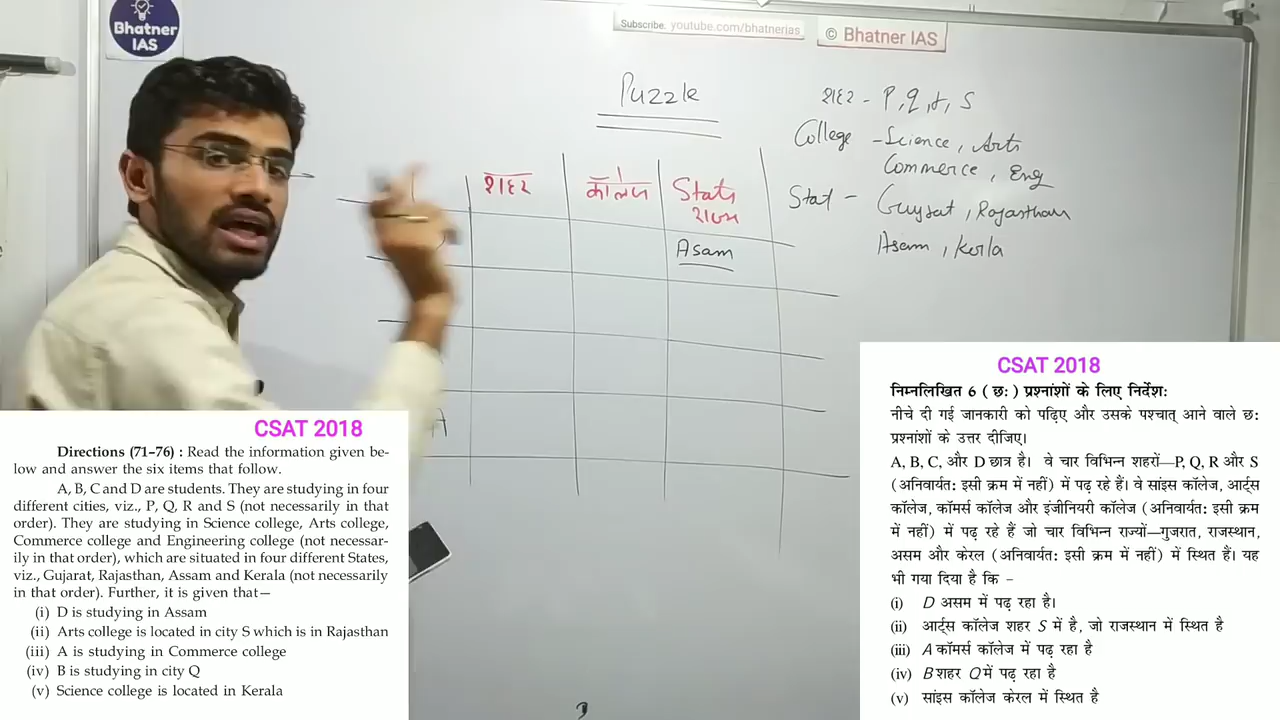 Bhatner
IAS
Subscribe. youtube.com/bhatnerias
© Bhatner IAS
Puzzle
शहर - P, q, r, S
College - Science, Arts
Commerce, Eng
Stat - Gujrat, Rajasthan
Asam, Kerla
शहर
कॉलेज
Stats
राज्य
Asam
A
CSAT 2018
Directions (71–76) : Read the information given be-
low and answer the six items that follow.
A, B, C and D are students. They are studying in four
different cities, viz., P, Q, R and S (not necessarily in that
order). They are studying in Science college, Arts college,
Commerce college and Engineering college (not necessar-
ily in that order), which are situated in four different States,
viz., Gujarat, Rajasthan, Assam and Kerala (not necessarily
in that order). Further, it is given that—
(i) D is studying in Assam
(ii) Arts college is located in city S which is in Rajasthan
(iii) A is studying in Commerce college
(iv) B is studying in city Q
(v) Science college is located in Kerala
CSAT 2018
निम्नलिखित 6 ( छः ) प्रश्नांशों के लिए निर्देशः
नीचे दी गई जानकारी को पढ़िए और उसके पश्चात् आने वाले छः
प्रश्नांशों के उत्तर दीजिए।
A, B, C, और D छात्र है। वे चार विभिन्न शहरों—P, Q, R और S
(अनिवार्यतः इसी क्रम में नहीं) में पढ़ रहे हैं। वे सांइस कॉलेज, आर्ट्स
कॉलेज, कॉमर्स कॉलेज और इंजीनियरी कॉलेज (अनिवार्यतः इसी क्रम
में नहीं) में पढ़ रहे हैं जो चार विभिन्न राज्यों—गुजरात, राजस्थान,
असम और केरल (अनिवार्यतः इसी क्रम में नहीं) में स्थित हैं। यह
भी गया दिया है कि –
(i) D असम में पढ़ रहा है।
(ii) आर्ट्स कॉलेज शहर S में है, जो राजस्थान में स्थित है
(iii) A कॉमर्स कॉलेज में पढ़ रहा है
(iv) B शहर Q में पढ़ रहा है
(v) सांइस कॉलेज केरल में स्थित है